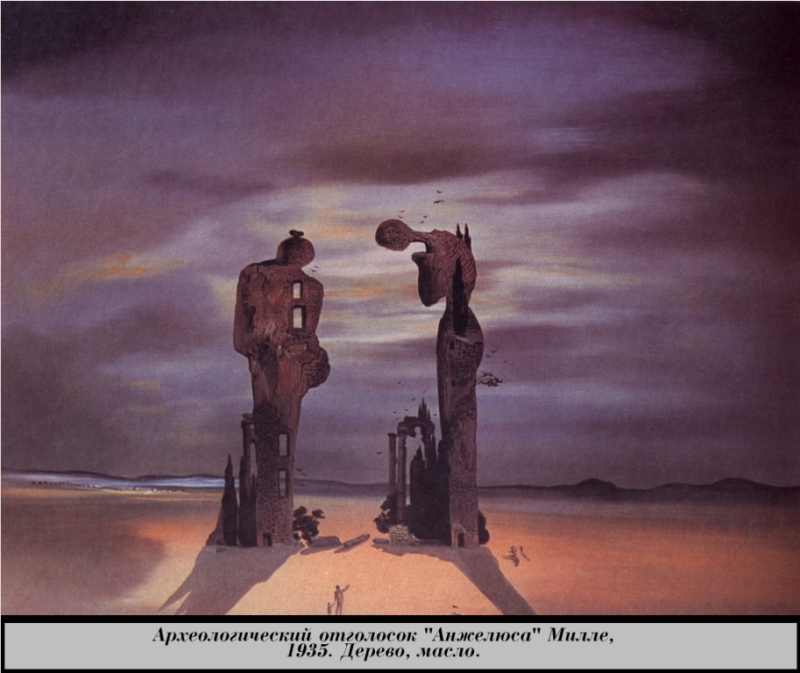 Археологический отголосок "Анжелюса" Милле,
1935. Дерево, масло.